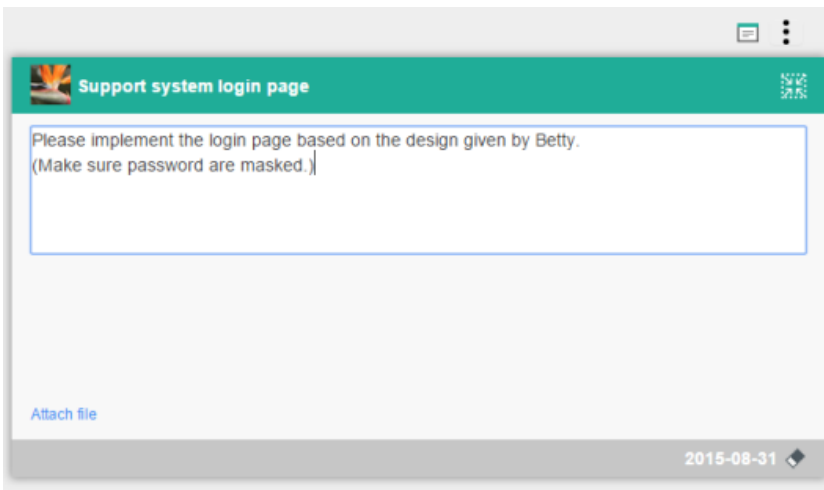 Support system login page
Please implement the login page based on the design given by Betty.
(Make sure password are masked.)
Attach file
2015-08-31